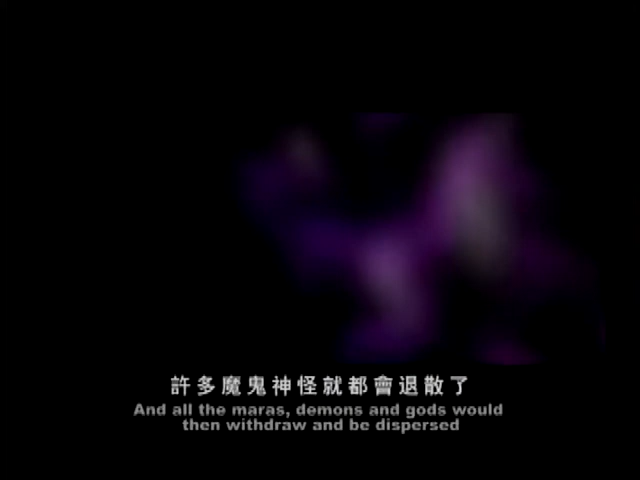 許多魔鬼神怪就都會退散了
And all the maras, demons and gods would
then withdraw and be dispersed